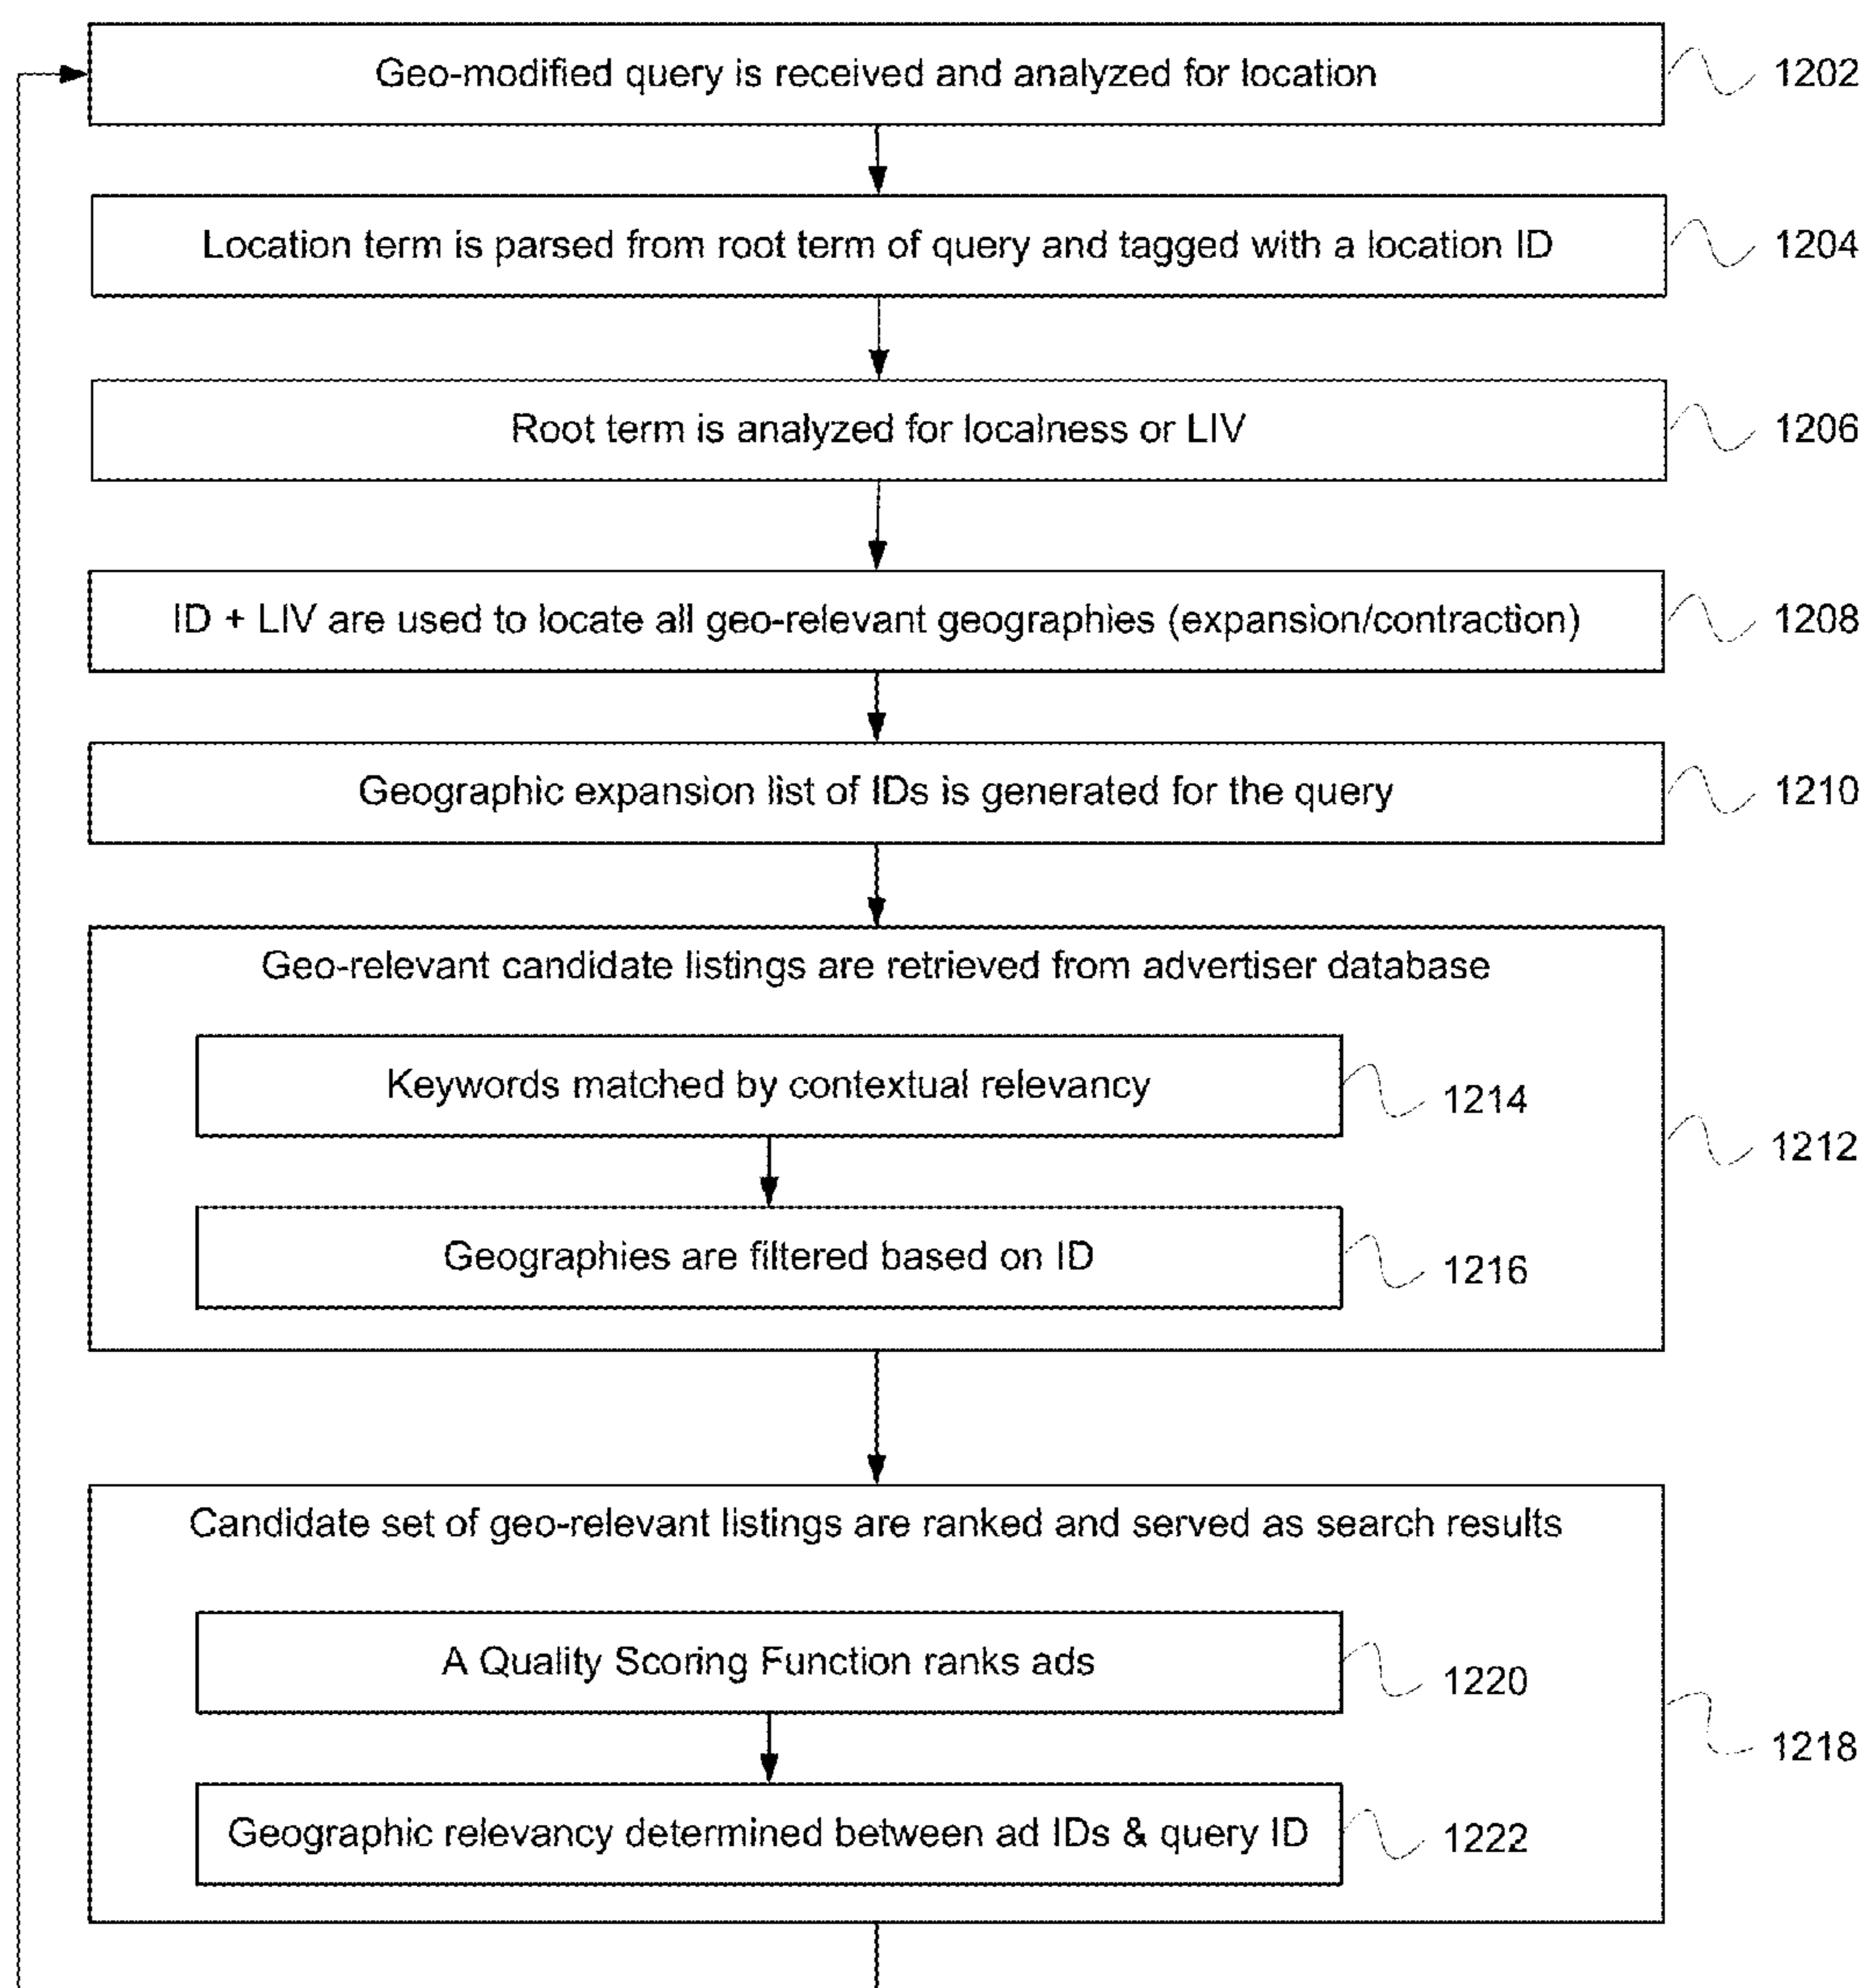 Geo-modified query is received and analyzed for location
1202
Location term is parsed from root term of query and tagged with a location ID
1204
Root term is analyzed for localness or LIV
1206
ID + LIV are used to locate all geo-relevant geographies (expansion/contraction)
1208
Geographic expansion list of IDs is generated for the query
1210
Geo-relevant candidate listings are retrieved from advertiser database
Keywords matched by contextual relevancy
1214
1212
Geographies are filtered based on ID
1216
Candidate set of geo-relevant listings are ranked and served as search results
A Quality Scoring Function ranks ads
1220
1218
Geographic relevancy determined between ad IDs & query ID
1222